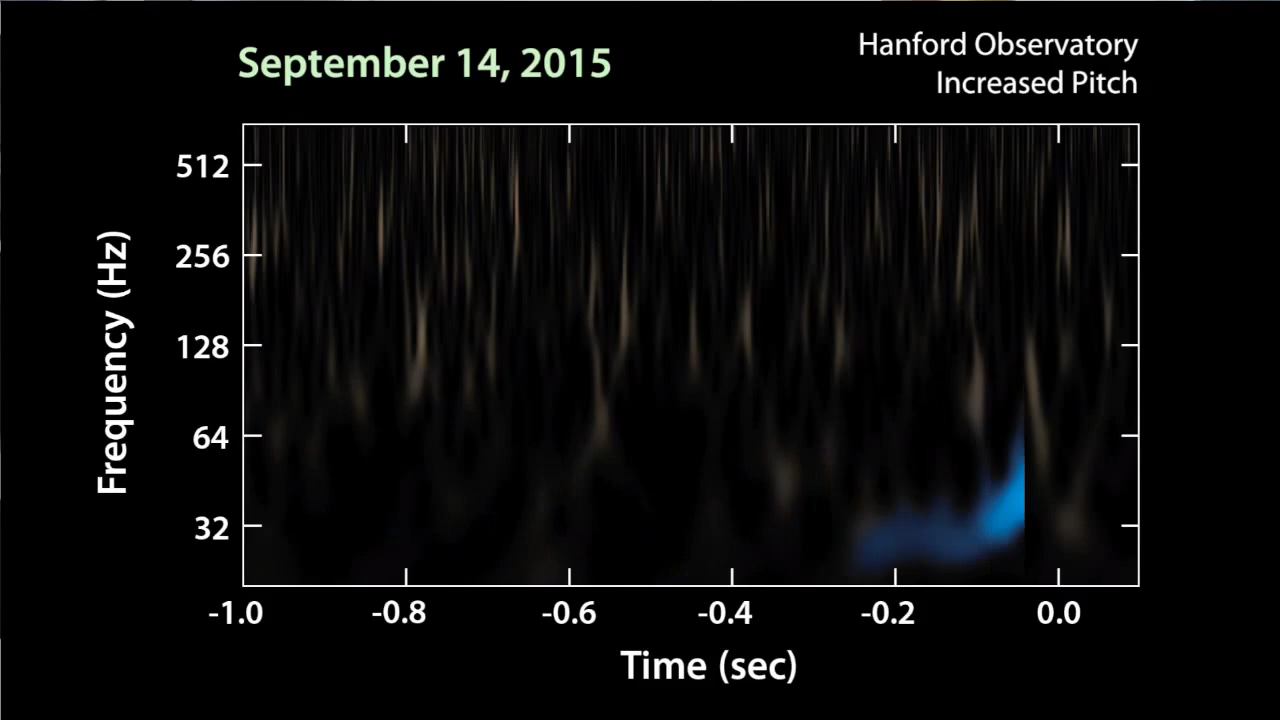 September 14, 2015
Hanford Observatory
Increased Pitch
Frequency (Hz)
512
256
128
64
32
-1.0 -0.8 -0.6 -0.4 -0.2 0.0
Time (sec)